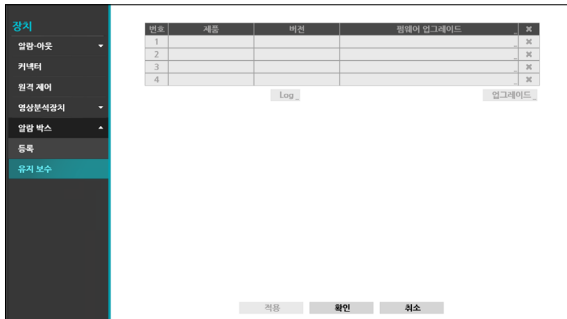 장치
알람-아웃
커넥터
원격 제어
영상분석장치
알람 박스
등록
유지 보수
번호 제품 버전 펌웨어 업그레이드 _ ×
1 _ ×
2 _ ×
3 _ ×
4 _ ×
Log_ 업그레이드_
적용 확인 취소